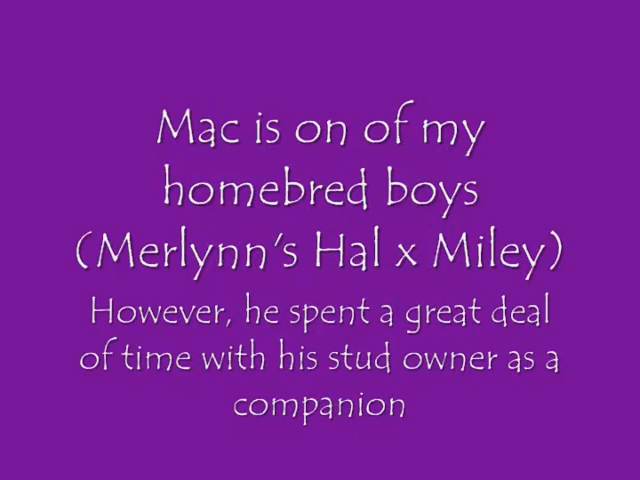 Mac is on of my
homebred boys
(Merlynn's Hal x Miley)
However, he spent a great deal
of time with his stud owner as a
companion